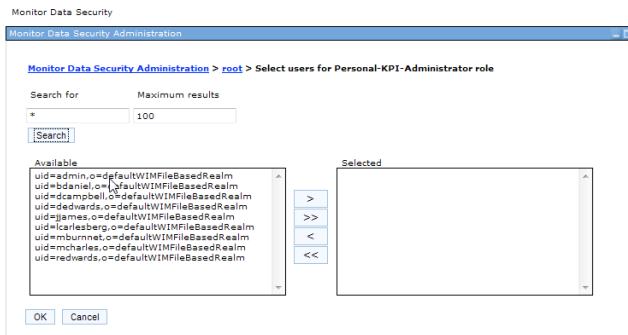 Monitor Data Security
Monitor Data Security Administration
Monitor Data Security Administration > root > Select users for Personal-KPI-Administrator role
Search for Maximum results
* 100
Search
Available Selected
uid=admin,o=defaultWIMFileBasedRealm
uid=bdaniel,o=defaultWIMFileBasedRealm
uid=dcampbell,o=defaultWIMFileBasedRealm
uid=dedwards,o=defaultWIMFileBasedRealm
uid=jjames,o=defaultWIMFileBasedRealm
uid=lcarlesberg,o=defaultWIMFileBasedRealm
uid=mburnnet,o=defaultWIMFileBasedRealm
uid=mcharles,o=defaultWIMFileBasedRealm
uid=redwards,o=defaultWIMFileBasedRealm
>
>>
<
<<
OK Cancel